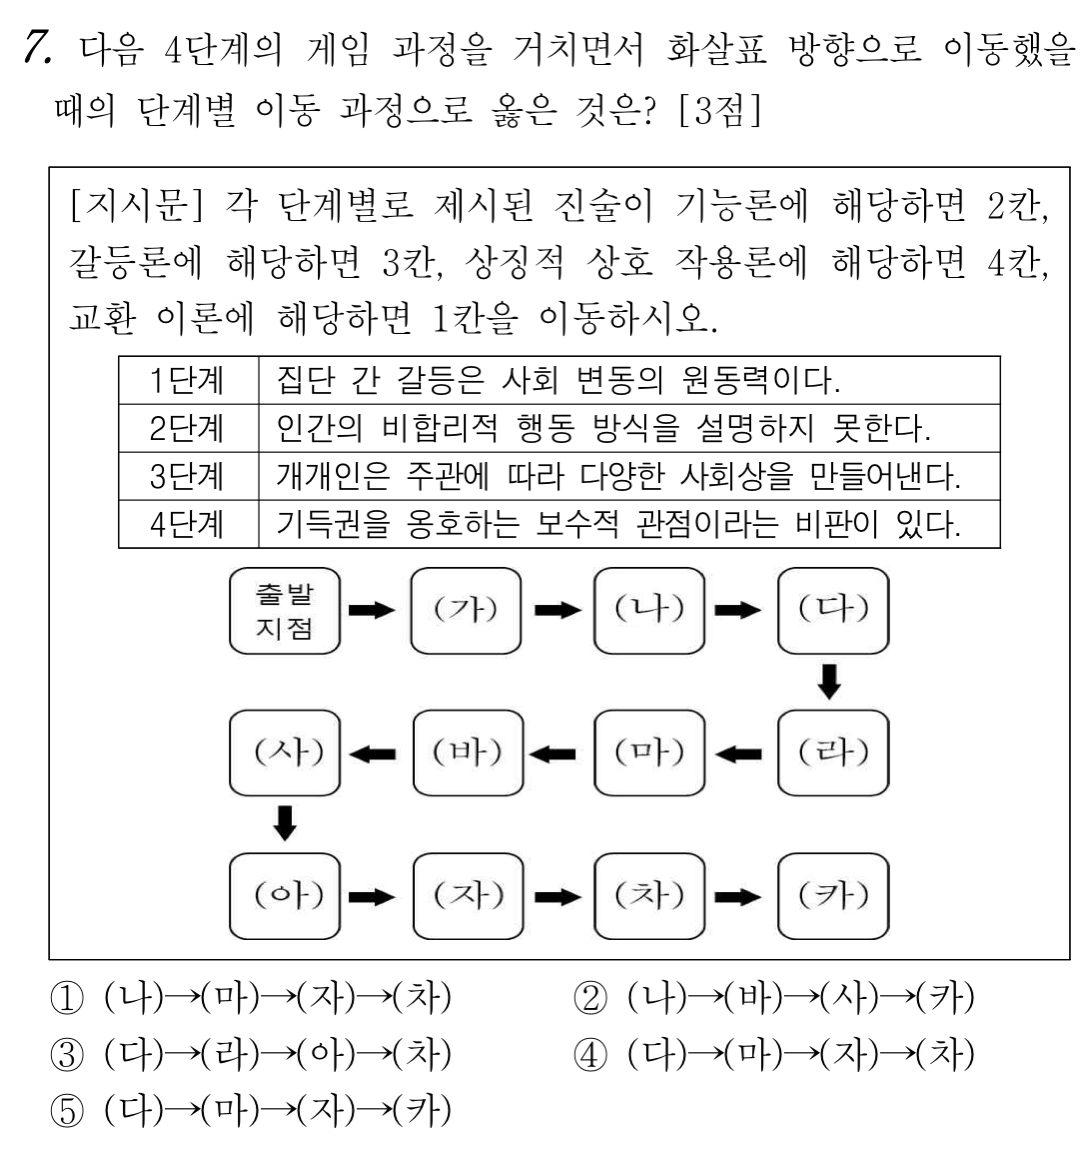 7. 다음 4단계의 게임 과정을 거치면서 화살표 방향으로 이동했을
때의 단계별 이동 과정으로 옳은 것은? [3점]
[지시문] 각 단계별로 제시된 진술이 기능론에 해당하면 2칸,
갈등론에 해당하면 3칸, 상징적 상호 작용론에 해당하면 4칸,
교환 이론에 해당하면 1칸을 이동하시오.
1단계 집단 간 갈등은 사회 변동의 원동력이다.
2단계 인간의 비합리적 행동 방식을 설명하지 못한다.
3단계 개개인은 주관에 따라 다양한 사회상을 만들어낸다.
4단계 기득권을 옹호하는 보수적 관점이라는 비판이 있다.
출발
지점 → (가) → (나) → (다)
(사) ← (바) ← (마) ← (라)
(아) → (자) → (차) → (카)
① (나)→(마)→(자)→(차) ② (나)→(바)→(사)→(카)
③ (다)→(라)→(아)→(차) ④ (다)→(마)→(자)→(차)
⑤ (다)→(마)→(자)→(카)